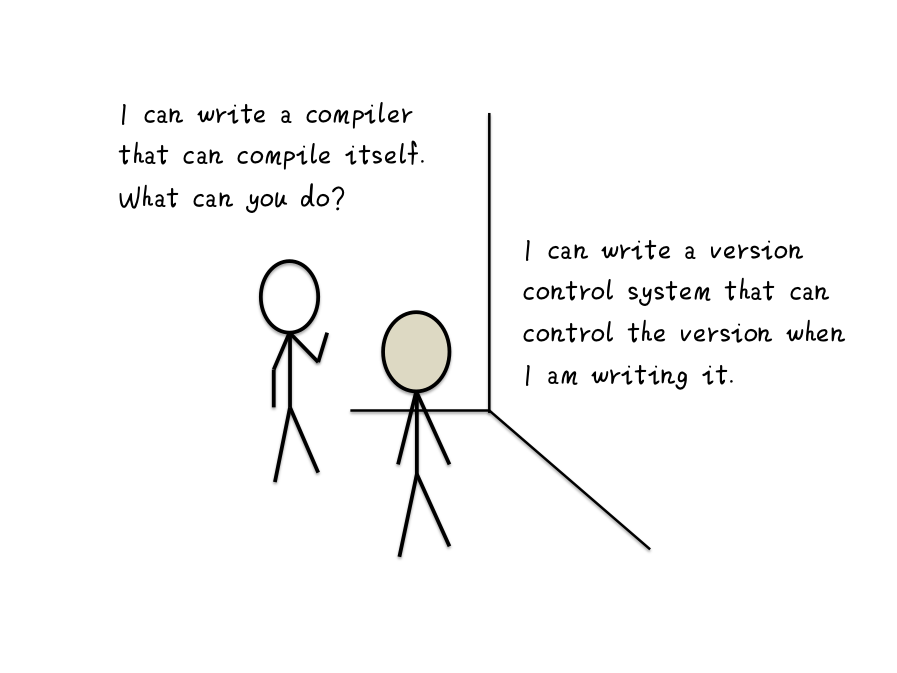 I can write a compiler
that can compile itself.
What can you do?
I can write a version
control system that can
control the version when
I am writing it.